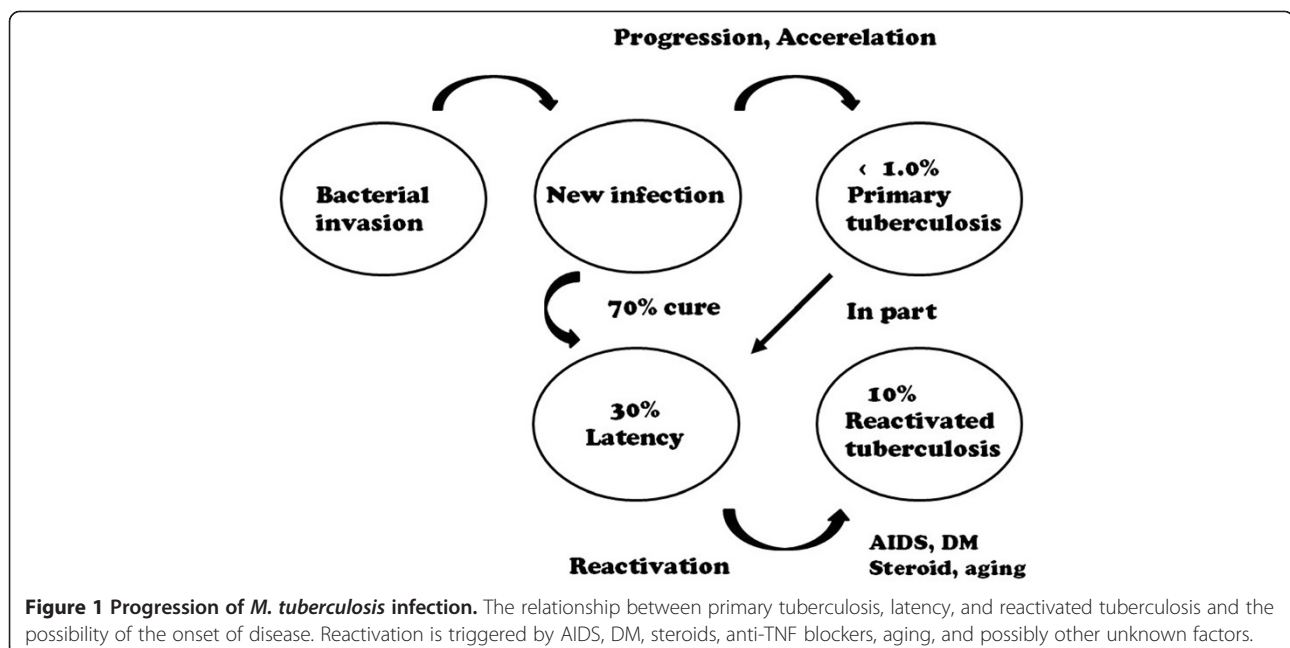 Progression, Accerelation
Bacterial
invasion
New infection
‹ 1.0%
Primary
tuberculosis
70% cure
In part
30%
Latency
10%
Reactivated
tuberculosis
Reactivation
AIDS, DM
Steroid, aging
Figure 1 Progression of M. tuberculosis infection. The relationship between primary tuberculosis, latency, and reactivated tuberculosis and the
possibility of the onset of disease. Reactivation is triggered by AIDS, DM, steroids, anti-TNF blockers, aging, and possibly other unknown factors.